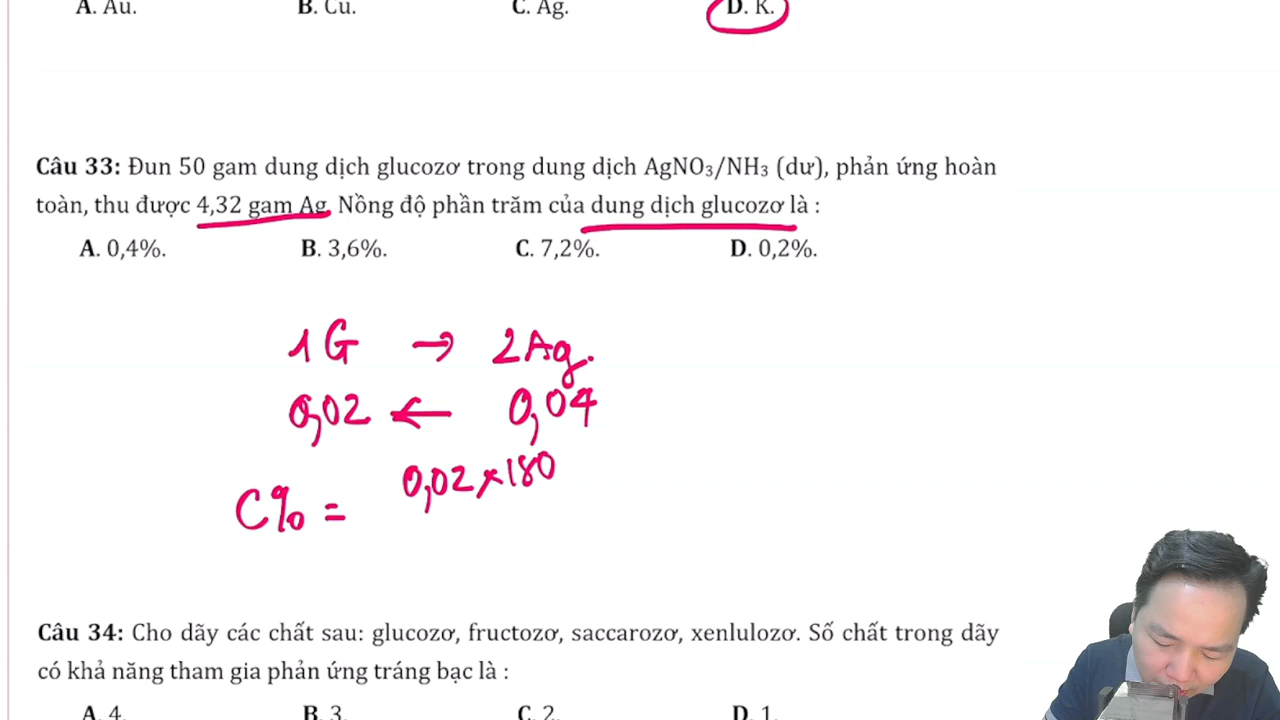 A. Au. B. Cu. C. Ag. D. K.
Câu 33: Đun 50 gam dung dịch glucozơ trong dung dịch AgNO₃/NH₃ (dư), phản ứng hoàn
toàn, thu được 4,32 gam Ag. Nồng độ phần trăm của dung dịch glucozơ là :
A. 0,4%. B. 3,6%. C. 7,2%. D. 0,2%.
1G → 2Ag.
0,02 ← 0,04
0,02 × 180
C% =
Câu 34: Cho dãy các chất sau: glucozơ, fructozơ, saccarozơ, xenlulozơ. Số chất trong dãy
có khả năng tham gia phản ứng tráng bạc là :
A. 4. B. 3. C. 2. D. 1.